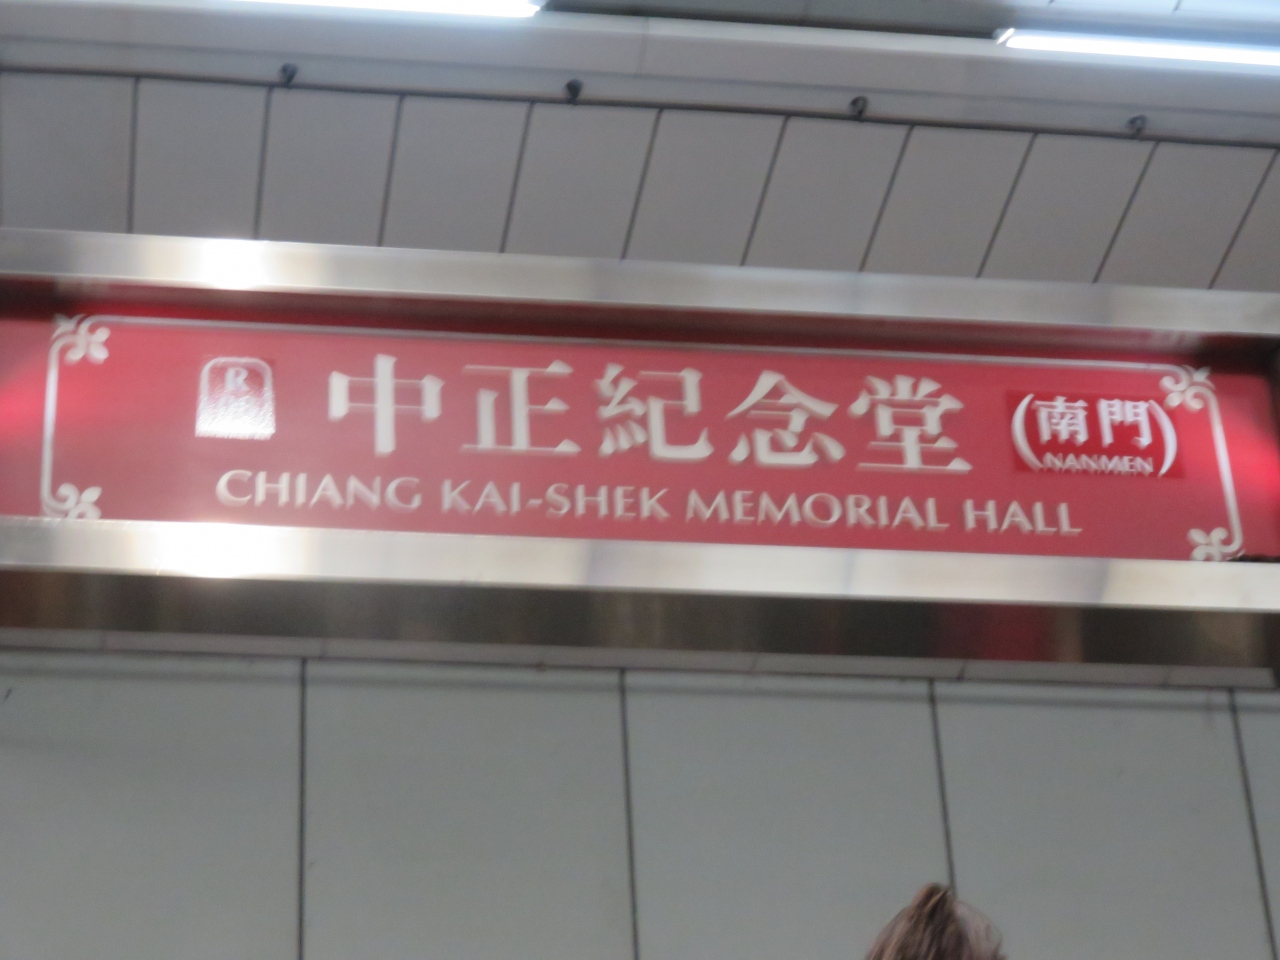 R
中正紀念堂
(南門)
NANMEN
CHIANG KAI-SHEK MEMORIAL HALL